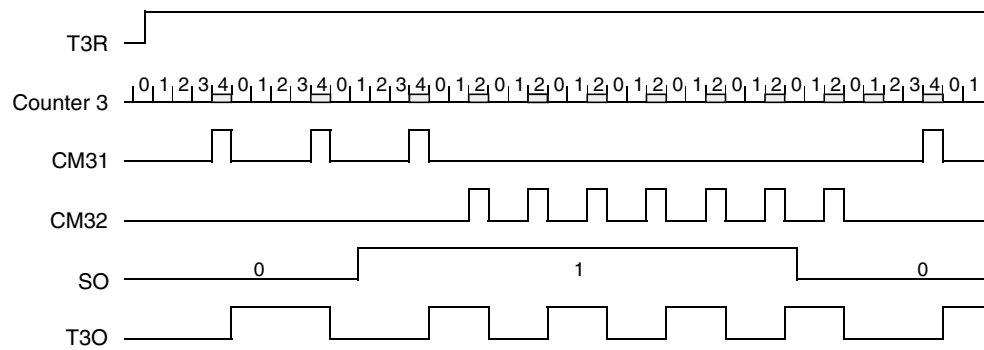 T3R
Counter 3 0 1 2 3 4 0 1 2 3 4 0 1 2 3 4 0 1 2 0 1 2 0 1 2 0 1 2 0 1 2 0 1 2 0 1 2 0 1 2 3 4 0 1
CM31
CM32
SO 0 1 0
T3O